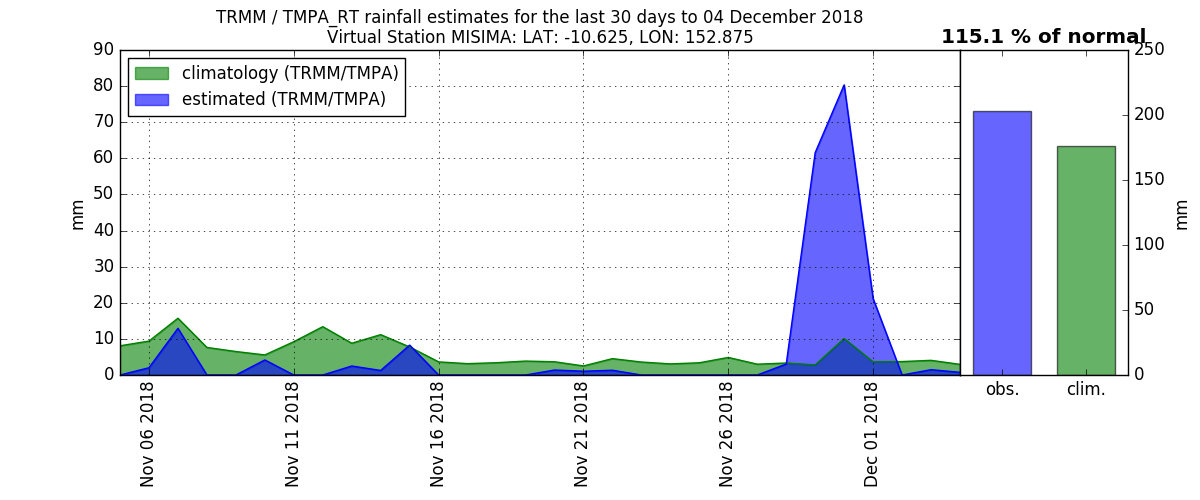 TRMM / TMPA_RT rainfall estimates for the last 30 days to 04 December 2018
Virtual Station MISIMA: LAT: -10.625, LON: 152.875
115.1 % of normal
climatology (TRMM/TMPA)
estimated (TRMM/TMPA)
90
80
70
60
50
40
30
20
10
0
mm
Nov 06 2018
Nov 11 2018
Nov 16 2018
Nov 21 2018
Nov 26 2018
Dec 01 2018
250
200
150
100
50
0
mm
obs.
clim.